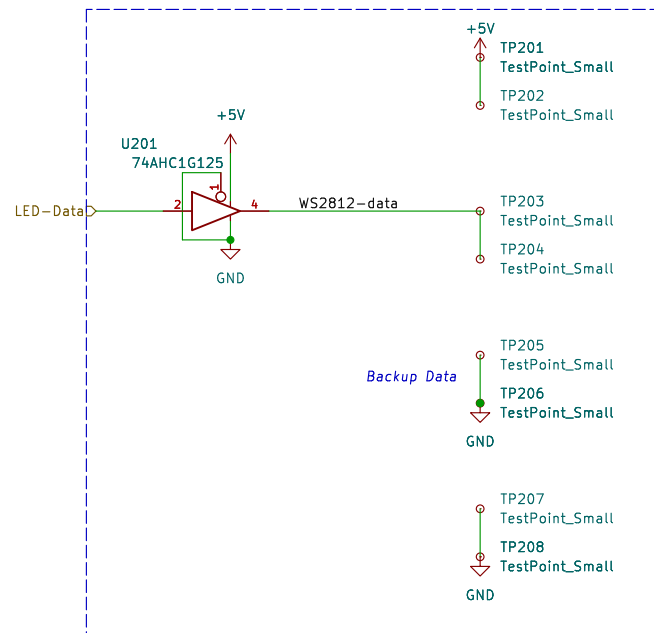 +5V
TP201
TestPoint_Small
TP202
TestPoint_Small
+5V
U201
74AHC1G125
1
LED-Data
2
4
WS2812-data
TP203
TestPoint_Small
TP204
TestPoint_Small
GND
TP205
TestPoint_Small
Backup Data
TP206
TestPoint_Small
GND
TP207
TestPoint_Small
TP208
TestPoint_Small
GND